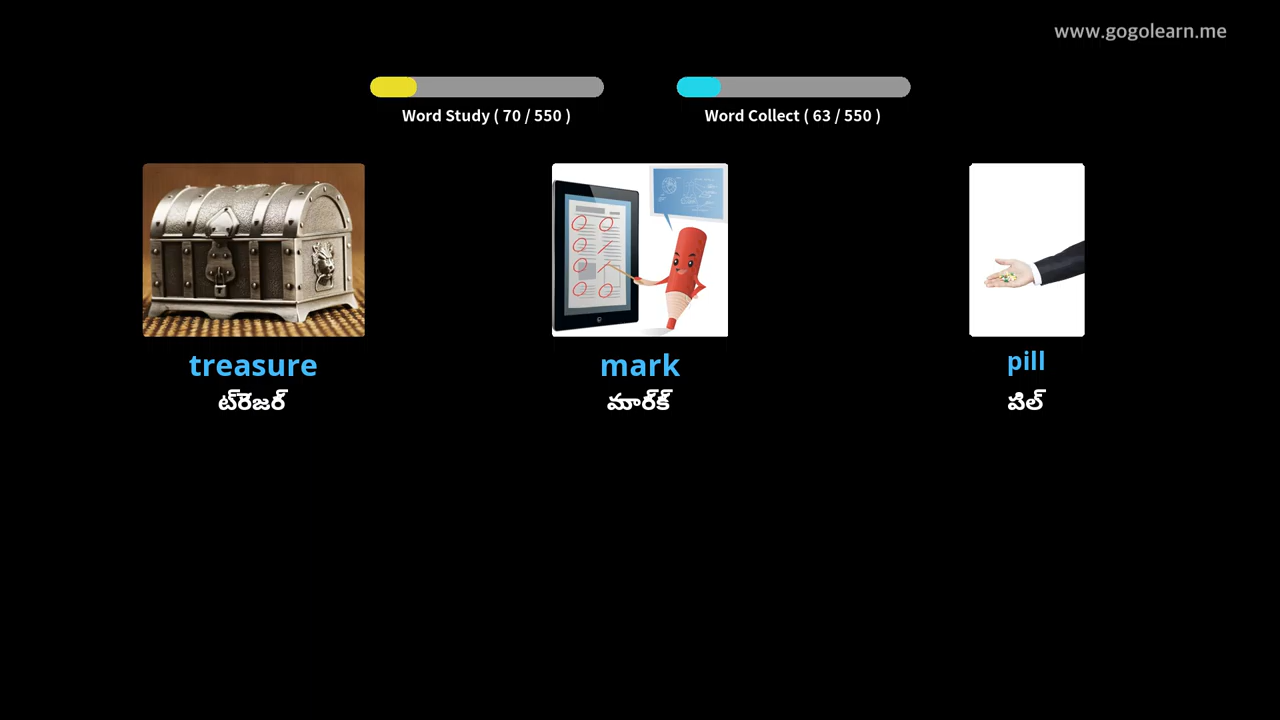 www.gogolearn.me
Word Study ( 70 / 550 )
Word Collect ( 63 / 550 )
treasure
mark
pill
ట్రెజర్
మార్క్
పిల్